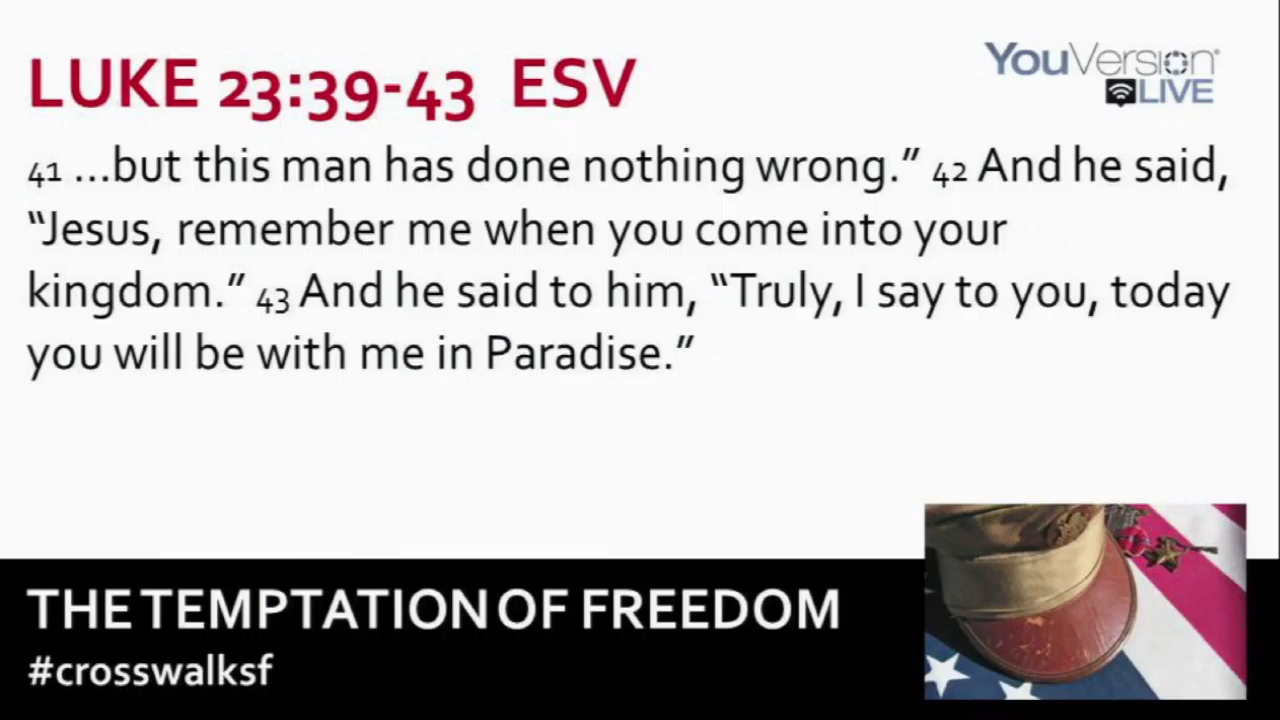 LUKE 23:39-43 ESV
YouVersion
LIVE
41 ...but this man has done nothing wrong.” 42 And he said,
“Jesus, remember me when you come into your
kingdom.” 43 And he said to him, “Truly, I say to you, today
you will be with me in Paradise.”
THE TEMPTATION OF FREEDOM
#crosswalksf